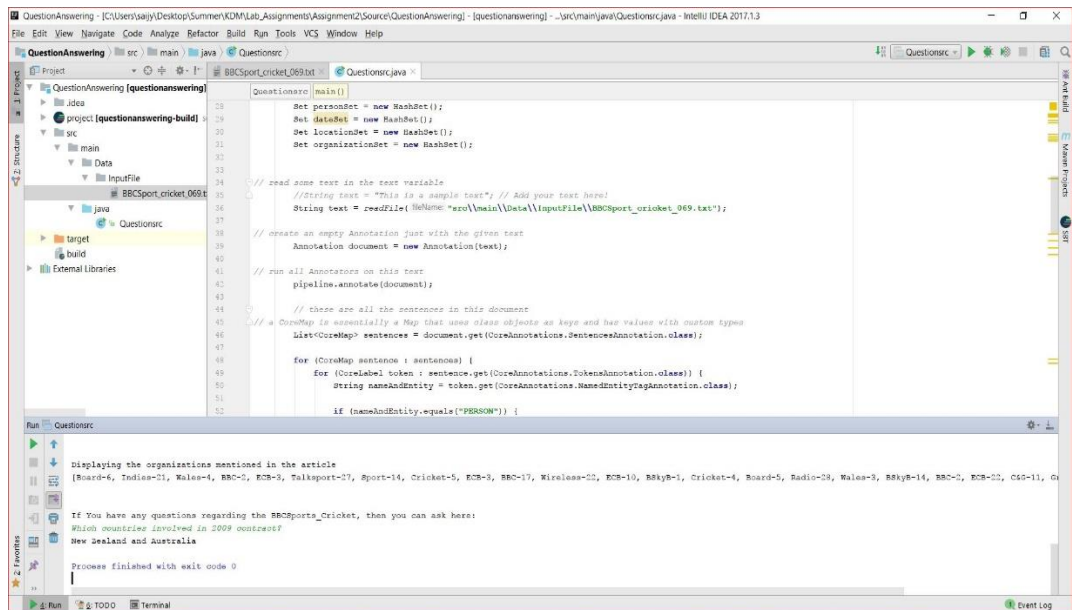 QuestionAnswering - [C:\Users\saijy\Desktop\Summer\KDM\Lab_Assignments\Assignment2\Source\QuestionAnswering] - [questionanswering] - ...\src\main\java\Questionsrc.java - IntelliJ IDEA 2017.1.3
File Edit View Navigate Code Analyze Refactor Build Run Tools VCS Window Help
QuestionAnswering src main java Questionsrc
Questionsrc
Project
BBCSport_cricket_069.txt
Questionsrc.java
1: Project
7: Structure
2: Favorites
Ant Build
Maven Projects
SBT
QuestionAnswering [questionanswering]
.idea
project [questionanswering-build]
src
main
Data
InputFile
BBCSport_cricket_069.t
java
Questionsrc
target
build
External Libraries
Questionsrc main()
28 Set personSet = new HashSet();
29 Set dateSet = new HashSet();
30 Set locationSet = new HashSet();
31 Set organizationSet = new HashSet();
32
33
34 // read some text in the text variable
35 //String text = "This is a sample text"; // Add your text here!
36 String text = readFile( fileName: "src\\main\\Data\\InputFile\\BBCSport_cricket_069.txt");
37
38 // create an empty Annotation just with the given text
39 Annotation document = new Annotation(text);
40
41 // run all Annotators on this text
42 pipeline.annotate(document);
43
44 // these are all the sentences in this document
45 // a CoreMap is essentially a Map that uses class objects as keys and has values with custom types
46 List<CoreMap> sentences = document.get(CoreAnnotations.SentencesAnnotation.class);
47
48 for (CoreMap sentence : sentences) {
49 for (CoreLabel token : sentence.get(CoreAnnotations.TokensAnnotation.class)) {
50 String nameAndEntity = token.get(CoreAnnotations.NamedEntityTagAnnotation.class);
51
52 if (nameAndEntity.equals("PERSON")) {
Run Questionsrc
Displaying the organizations mentioned in the article
[Board-6, Indies-21, Wales-4, BBC-2, ECB-3, Talksport-27, Sport-14, Cricket-5, ECB-3, BBC-17, Wireless-22, ECB-10, BSkyB-1, Cricket-4, Board-5, Radio-28, Wales-3, BSkyB-14, BBC-2, ECB-22, C&G-11, G
If You have any questions regarding the BBCSports_Cricket, then you can ask here:
Which countries involved in 2009 contract?
New Zealand and Australia
Process finished with exit code 0
4: Run 6: TODO Terminal
Event Log